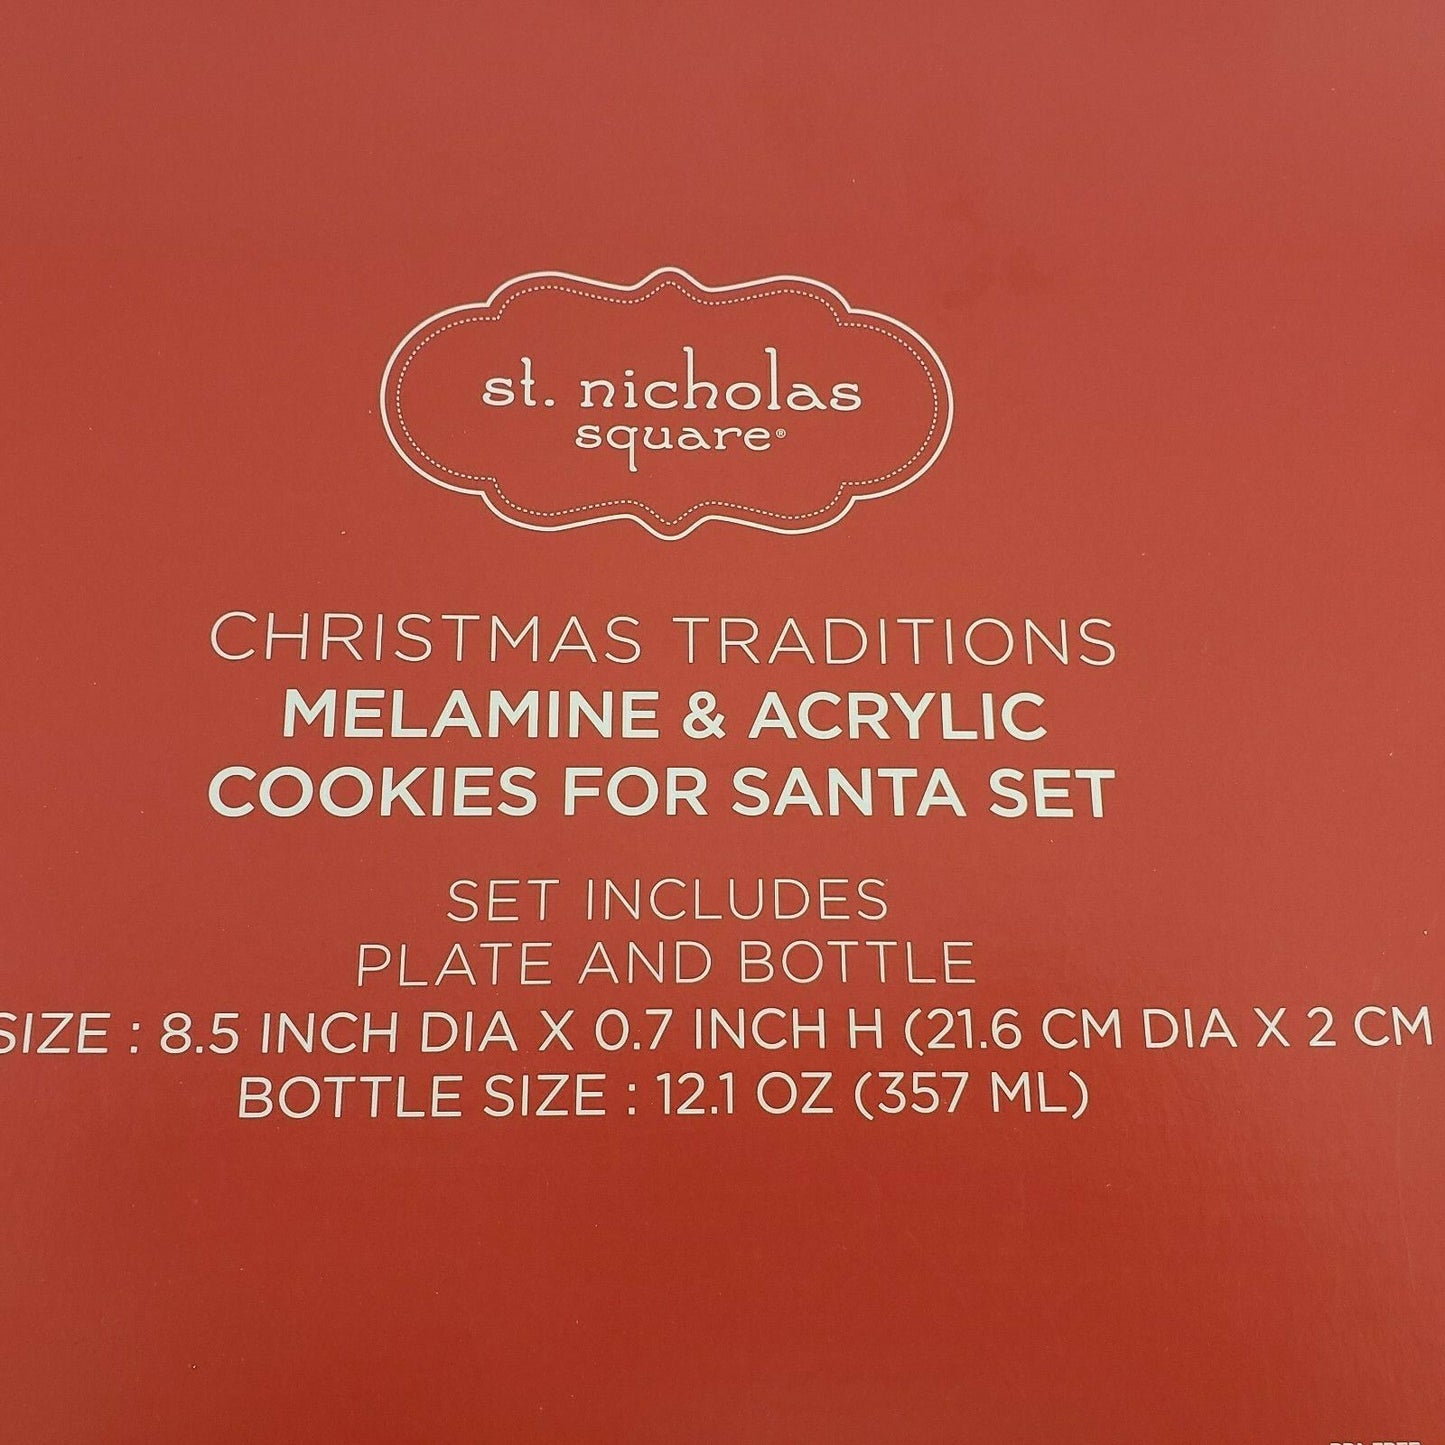 st. nicholas
square®
CHRISTMAS TRADITIONS
MELAMINE & ACRYLIC
COOKIES FOR SANTA SET
SET INCLUDES
PLATE AND BOTTLE
SIZE : 8.5 INCH DIA X 0.7 INCH H (21.6 CM DIA X 2 CM
BOTTLE SIZE : 12.1 OZ (357 ML)